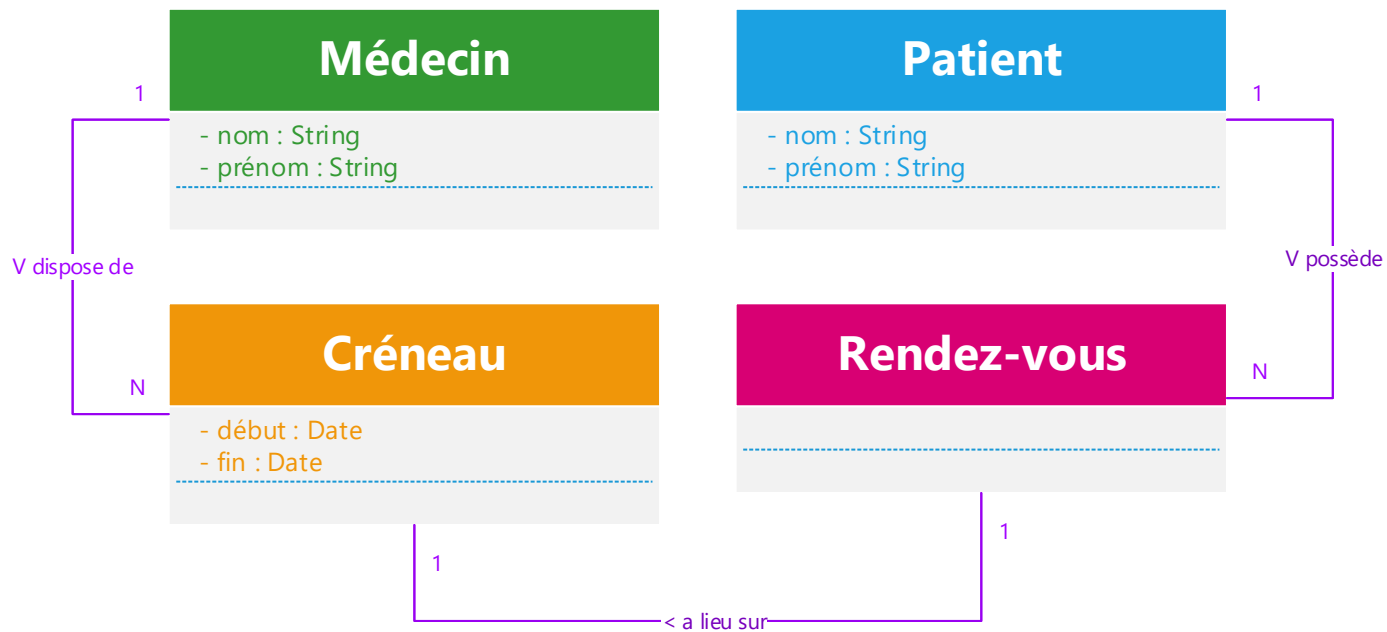 Médecin
- nom : String
- prénom : String
Patient
- nom : String
- prénom : String
1
V dispose de
N
1
V possède
N
Créneau
- début : Date
- fin : Date
Rendez-vous
1
1
< a lieu sur